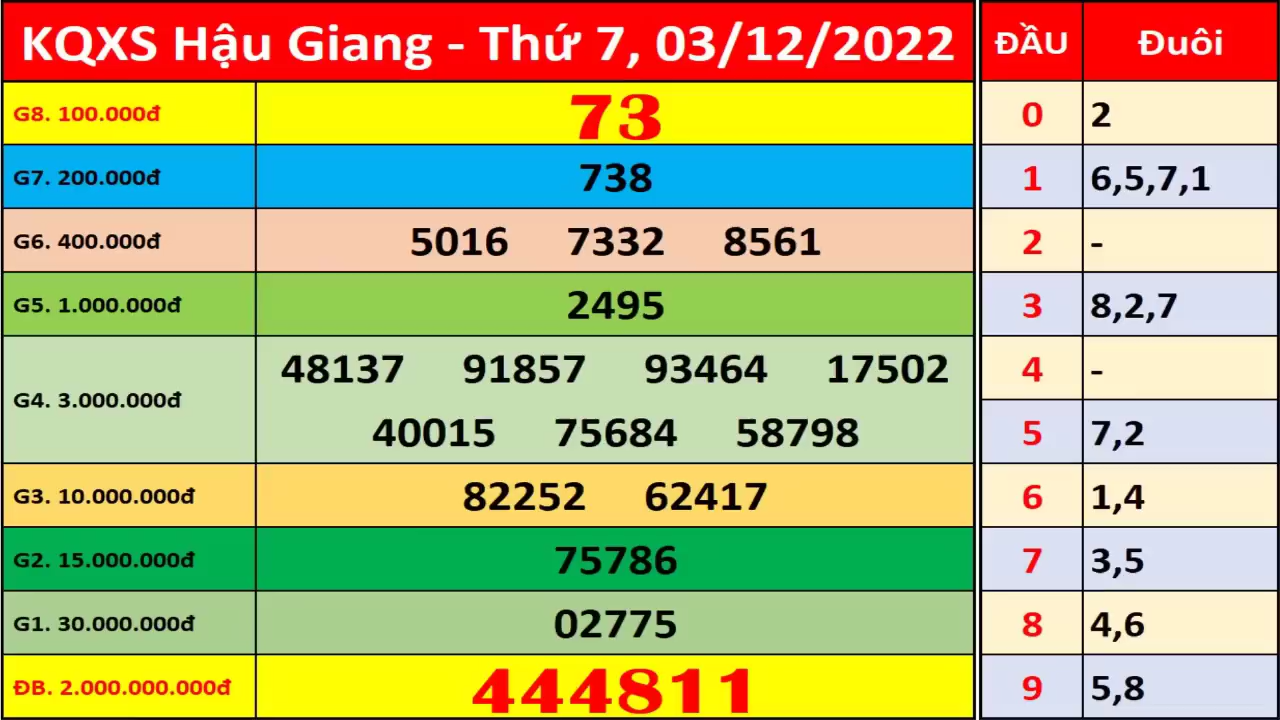 KQXS Hậu Giang - Thứ 7, 03/12/2022
G8. 100.000đ 73
G7. 200.000đ 738
G6. 400.000đ 5016 7332 8561
G5. 1.000.000đ 2495
G4. 3.000.000đ
48137 91857 93464 17502
40015 75684 58798
G3. 10.000.000đ 82252 62417
G2. 15.000.000đ 75786
G1. 30.000.000đ 02775
ĐB. 2.000.000.000đ 444811
ĐẦU Đuôi
0 2
1 6,5,7,1
2 -
3 8,2,7
4 -
5 7,2
6 1,4
7 3,5
8 4,6
9 5,8